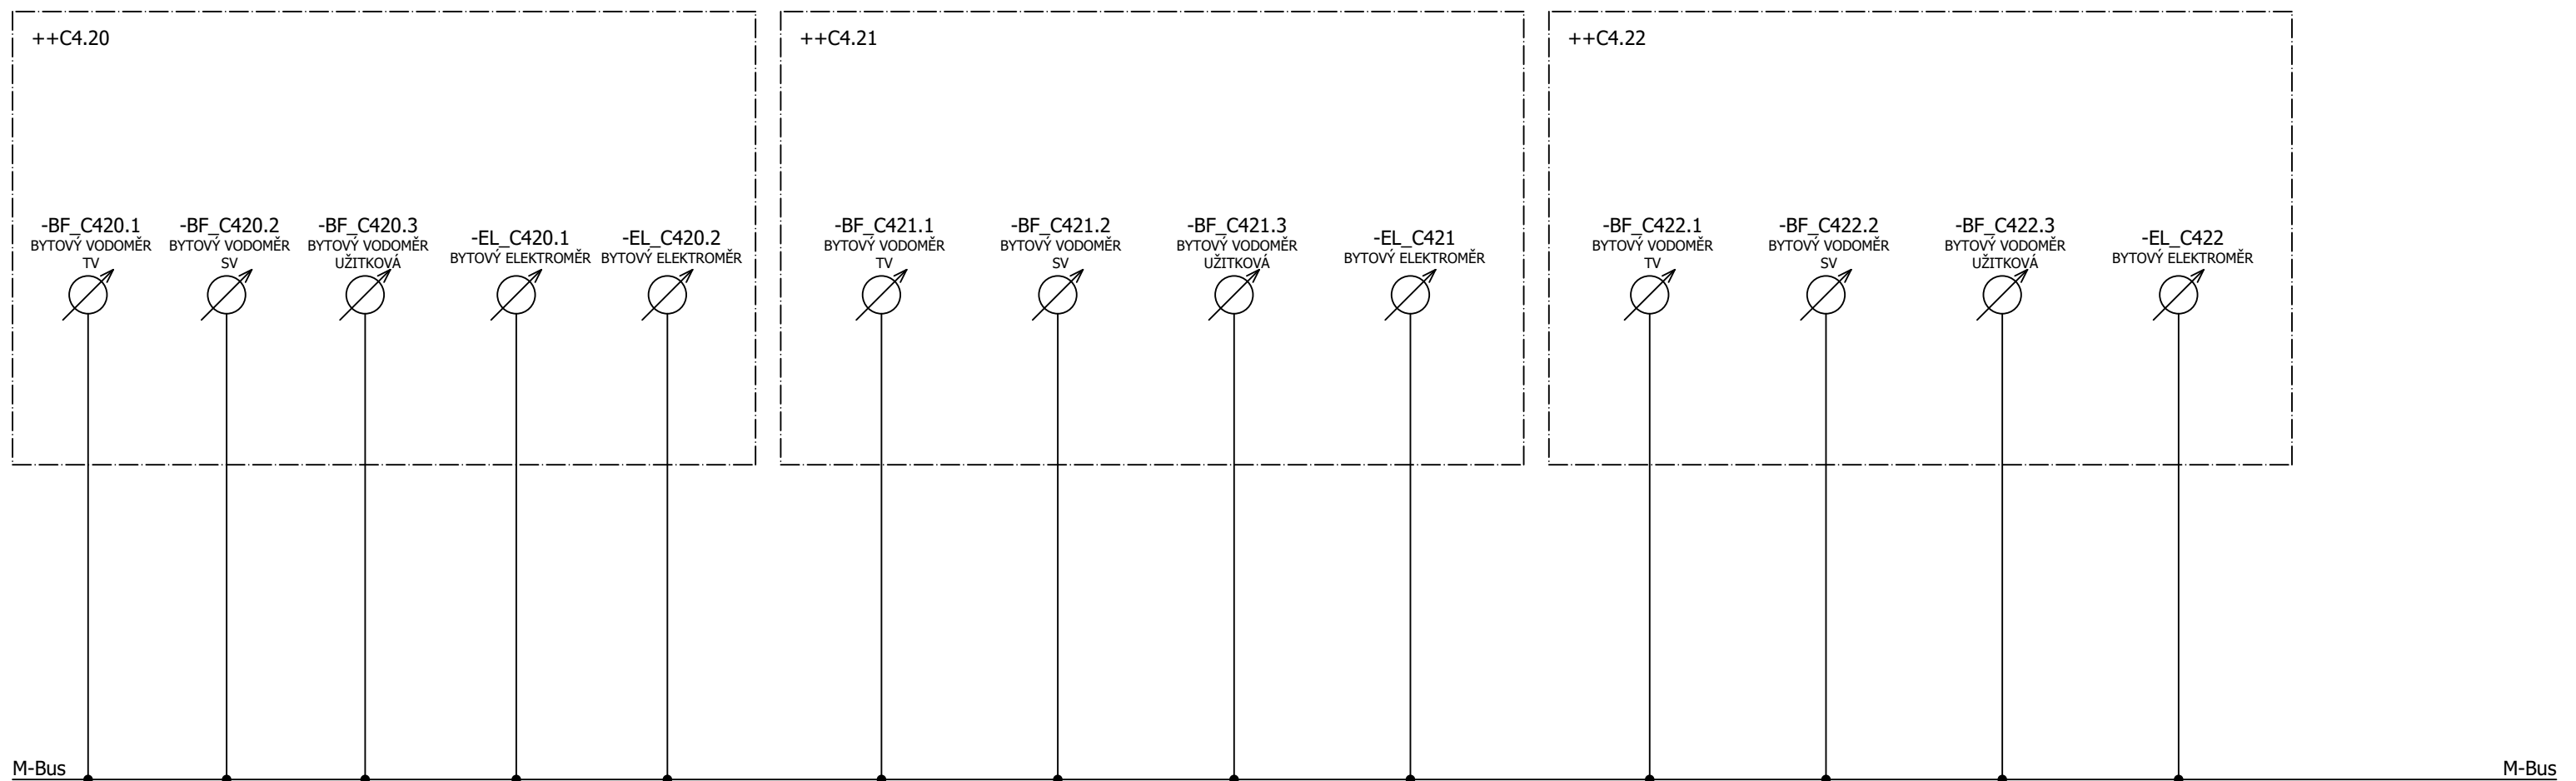 ++C4.20
-BF_C420.1
BYTOVÝ VODOMĚR
TV
-BF_C420.2
BYTOVÝ VODOMĚR
SV
-BF_C420.3
BYTOVÝ VODOMĚR
UŽITKOVÁ
-EL_C420.1
BYTOVÝ ELEKTROMĚR
-EL_C420.2
BYTOVÝ ELEKTROMĚR
++C4.21
-BF_C421.1
BYTOVÝ VODOMĚR
TV
-BF_C421.2
BYTOVÝ VODOMĚR
SV
-BF_C421.3
BYTOVÝ VODOMĚR
UŽITKOVÁ
-EL_C421
BYTOVÝ ELEKTROMĚR
++C4.22
-BF_C422.1
BYTOVÝ VODOMĚR
TV
-BF_C422.2
BYTOVÝ VODOMĚR
SV
-BF_C422.3
BYTOVÝ VODOMĚR
UŽITKOVÁ
-EL_C422
BYTOVÝ ELEKTROMĚR
M-Bus
M-Bus